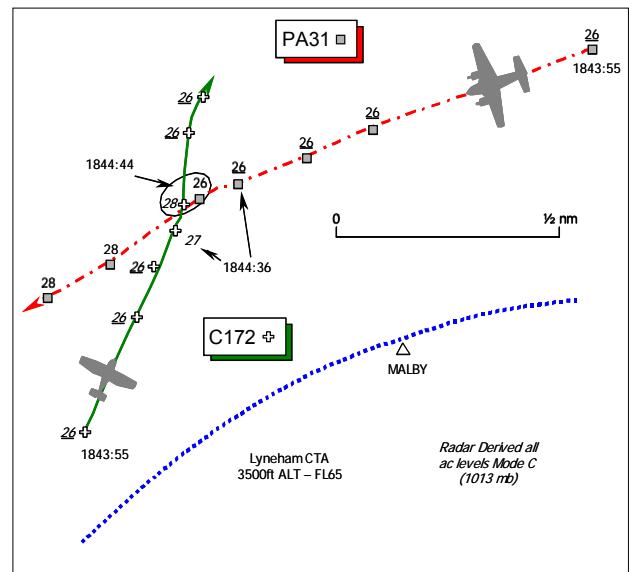 PA31
26
1843:55
26
26
26
26
26
26
1844:44
26
28
27
1844:36
0
½ nm
28
26
28
26
C172
MALBY
26
1843:55
Lyneham CTA
3500ft ALT – FL65
Radar Derived all
ac levels Mode C
(1013 mb)